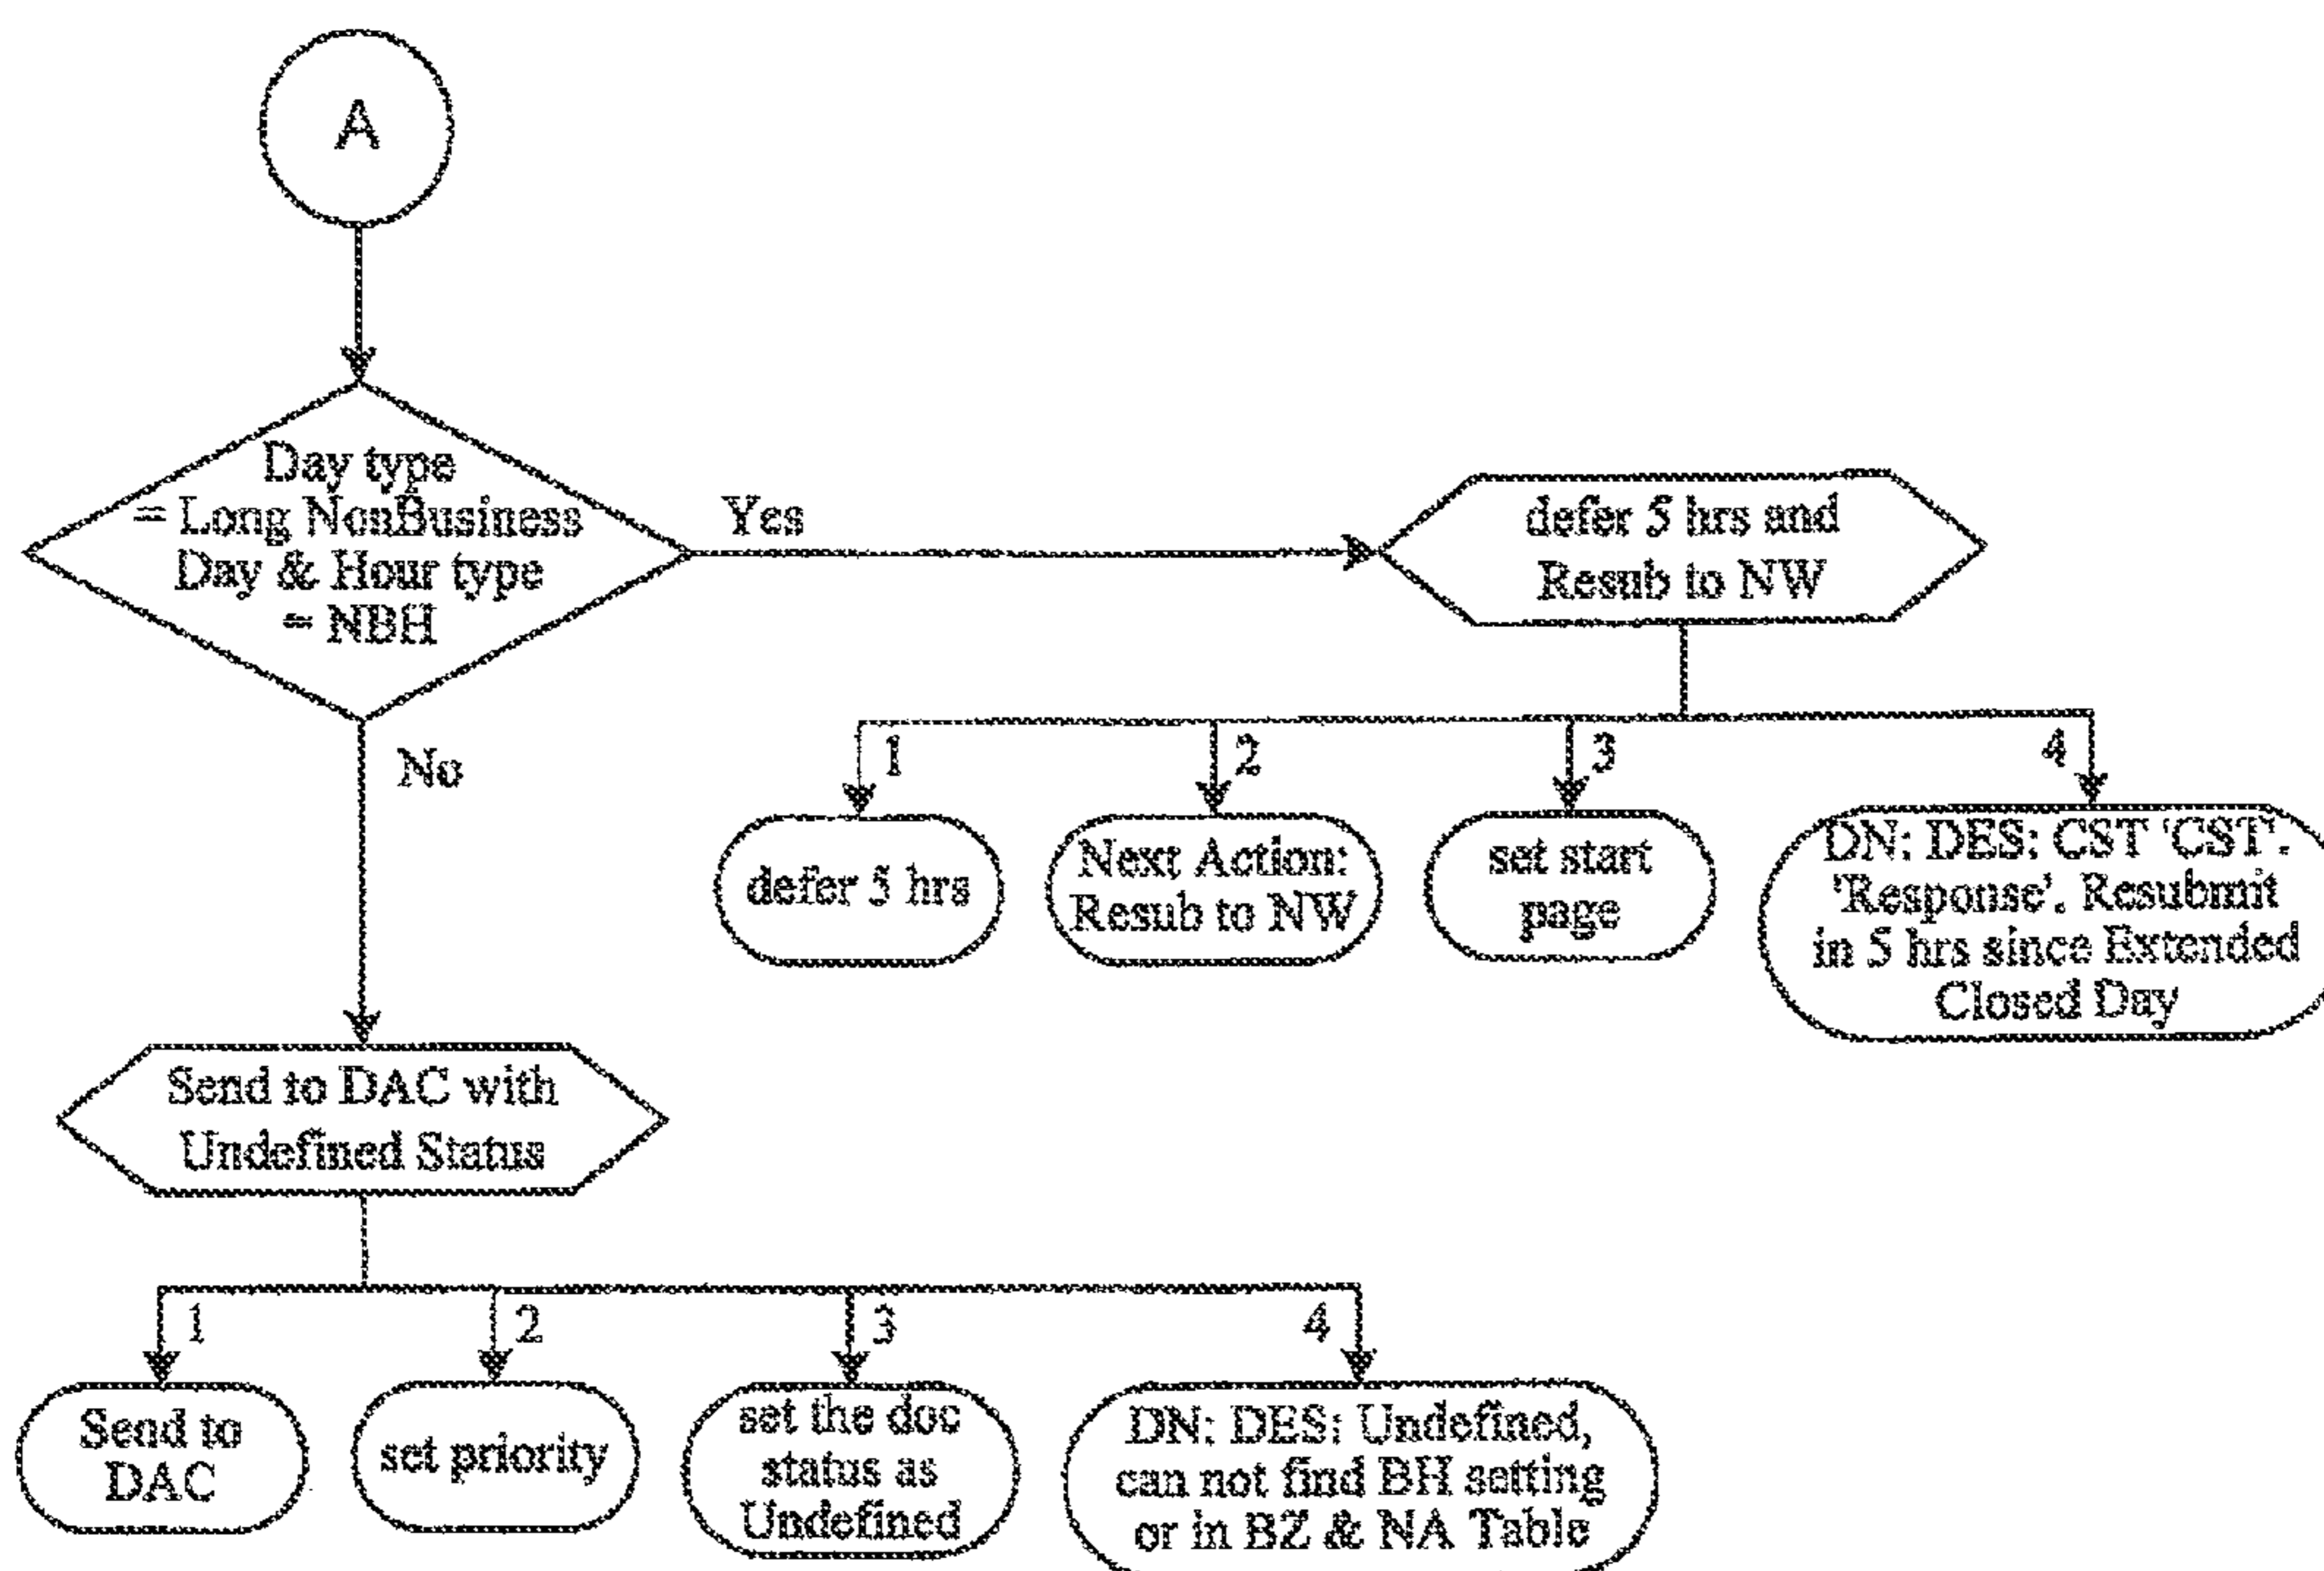 A
Day type
= Long NonBusiness
Day & Hour type
= NBH
Yes
defer 5 hrs and
Resub to NW
No
1
2
3
4
defer 5 hrs
Next Action:
Resub to NW
set start
page
DN: DES: CST 'CST'.
'Response'. Resubmit
in 5 hrs since Extended
Closed Day
Send to DAC with
Undefined Status
1
2
3
4
Send to
DAC
set priority
set the doc
status as
Undefined
DN: DES: Undefined,
can not find BH setting
or in BZ & NA Table